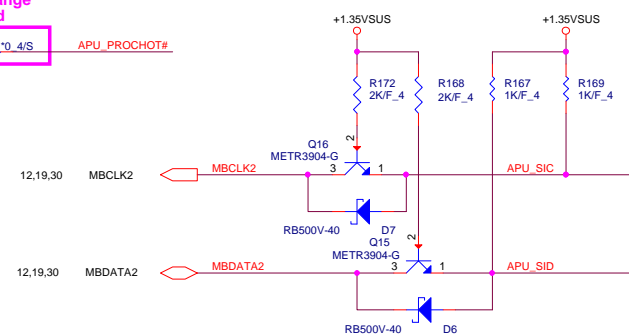 ange
d
*0_4/S
APU_PROCHOT#
+1.35VSUS
+1.35VSUS
R172
2K/F_4
R168
2K/F_4
R167
1K/F_4
R169
1K/F_4
Q16
METR3904-G
2
3
1
12,19,30
MBCLK2
MBCLK2
APU_SIC
RB500V-40
D7
Q15
METR3904-G
2
3
1
12,19,30
MBDATA2
MBDATA2
APU_SID
RB500V-40
D6